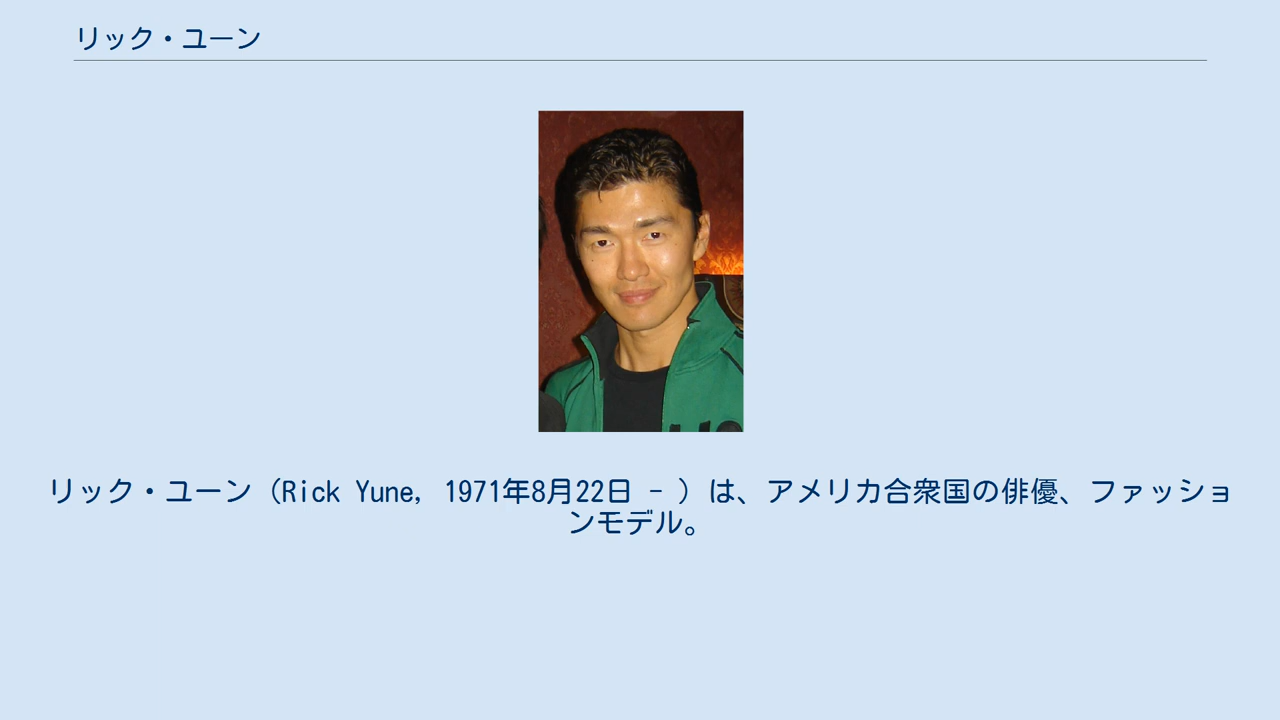 リック・ユーン
リック・ユーン（Rick Yune, 1971年8月22日 - ）は、アメリカ合衆国の俳優、ファッショ
ンモデル。